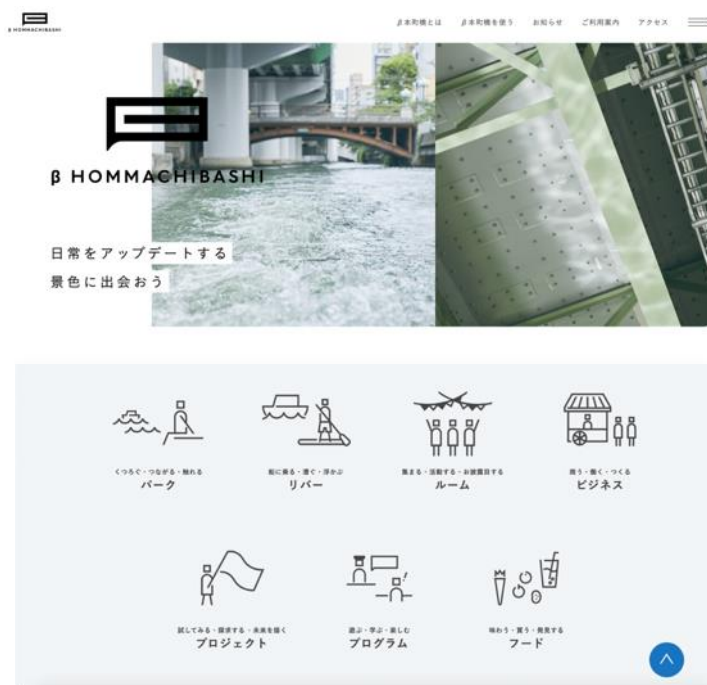 β HOMMACHIBASHI
β本町橋とは
β本町橋を使う
お知らせ
ご利用案内
アクセス
β HOMMACHIBASHI
日常をアップデートする
景色に出会おう
くつろぐ・つながる・触れる
パーク
船に乗る・漕ぐ・浮かぶ
リバー
集まる・活動する・お披露目する
ルーム
商う・働く・つくる
ビジネス
試してみる・探求する・未来を描く
プロジェクト
遊ぶ・学ぶ・楽しむ
プログラム
味わう・買う・発見する
フード